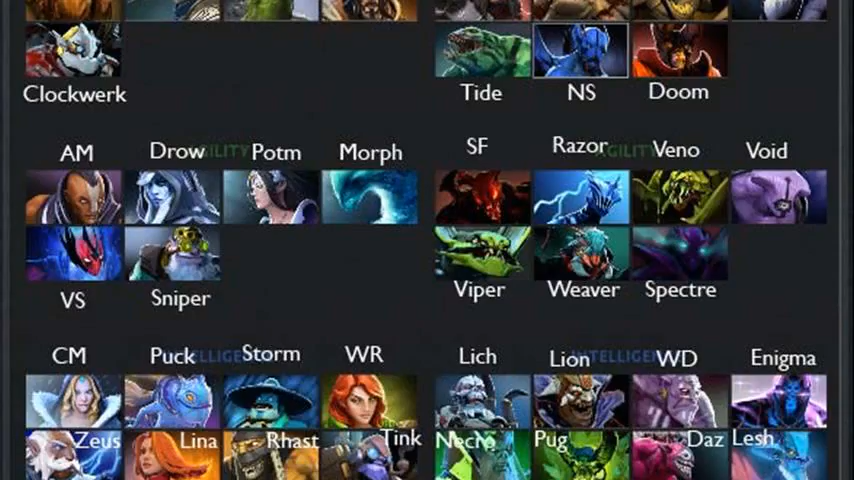 Clockwerk
Tide NS Doom
AM Drow Potm Morph
SF Razor Veno Void
VS Sniper
Viper Weaver Spectre
CM Puck Storm WR
Lich Lion WD Enigma
Zeus Lina Rhast Tink
Necro Pug Daz Lesh